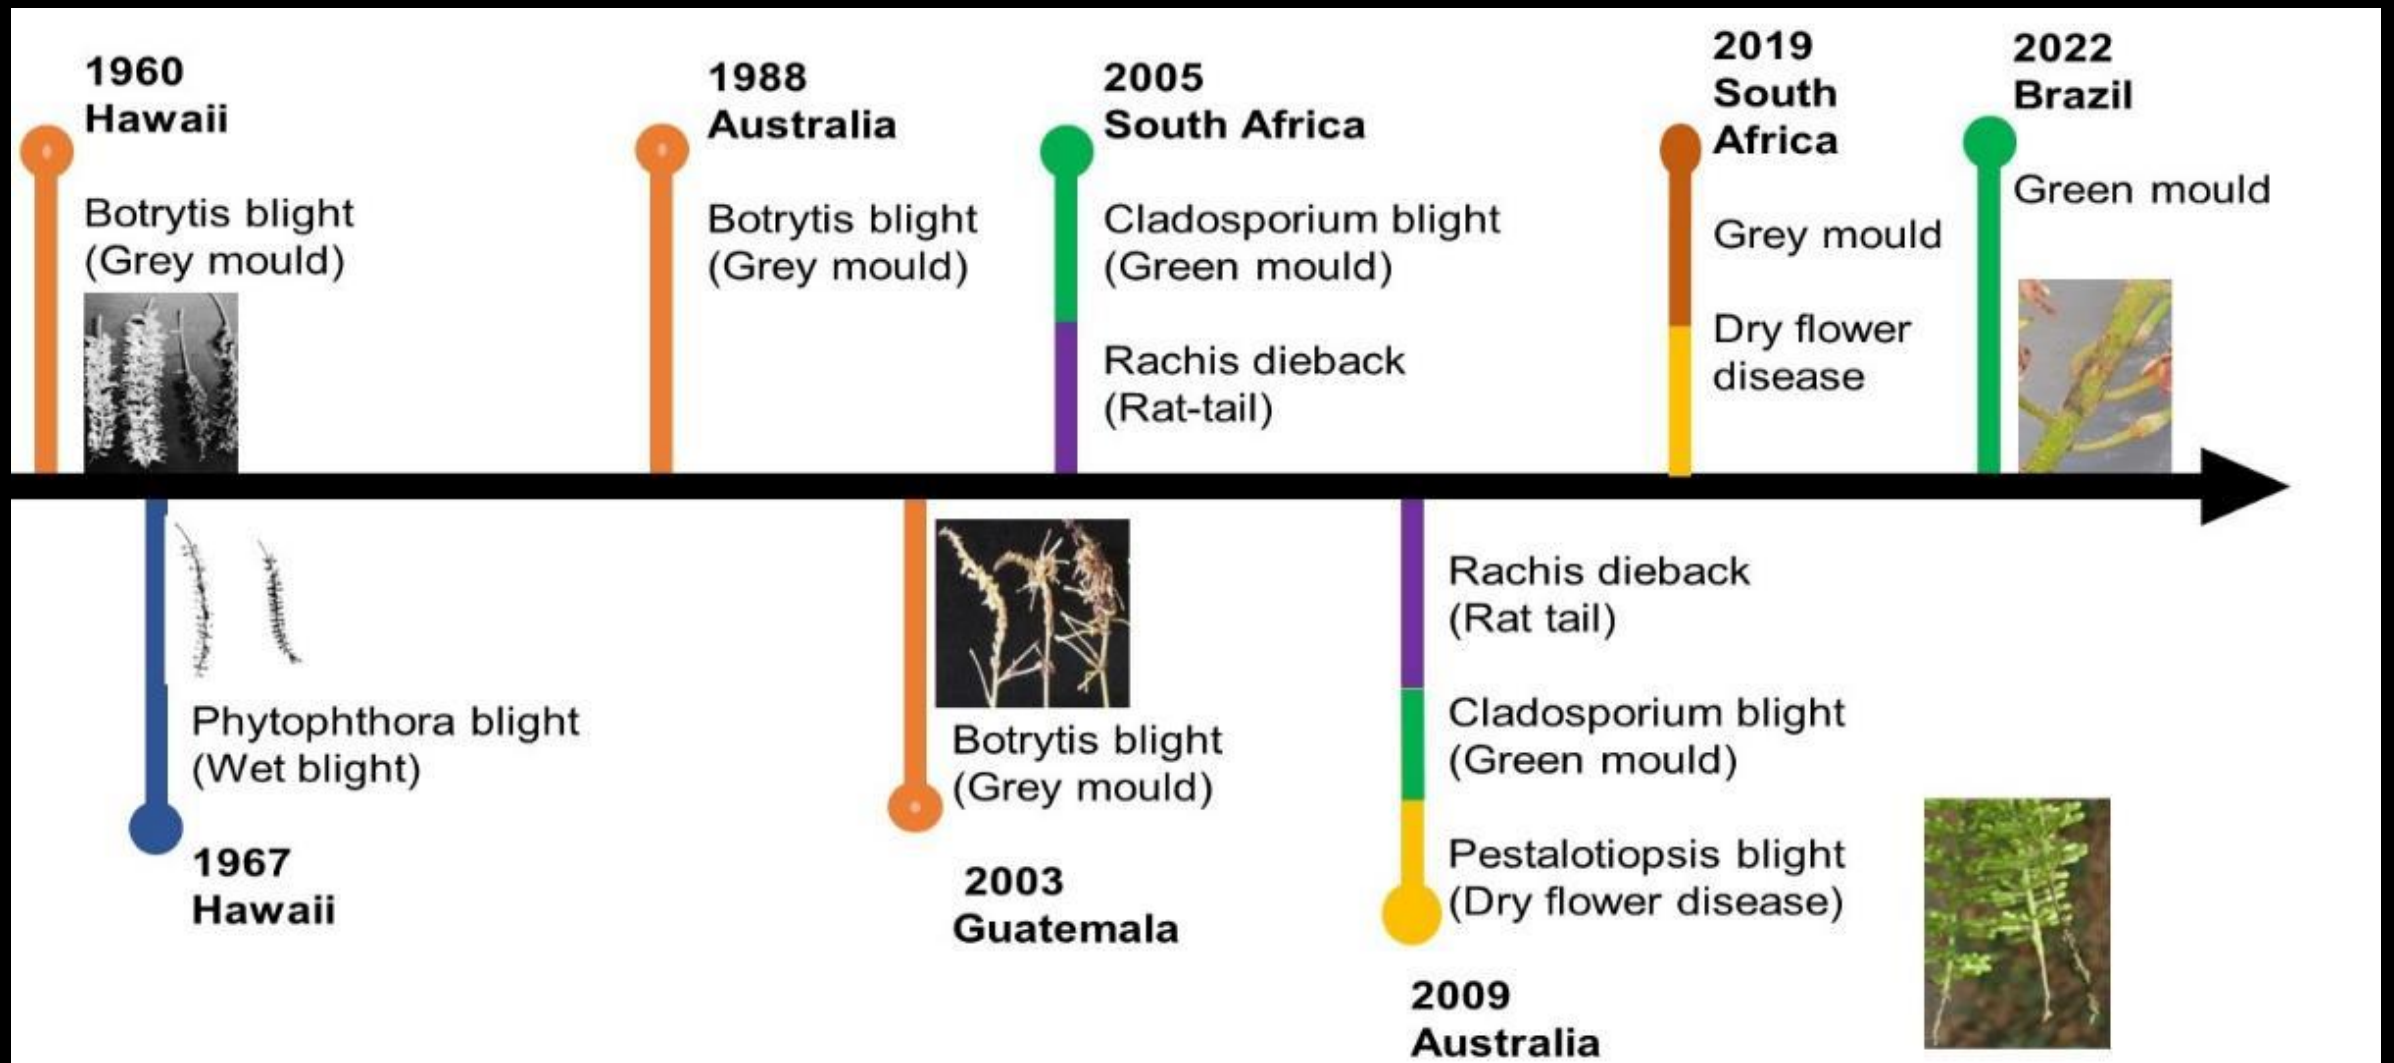 1960
Hawaii
Botrytis blight
(Grey mould)
1988
Australia
Botrytis blight
(Grey mould)
2005
South Africa
Cladosporium blight
(Green mould)
Rachis dieback
(Rat-tail)
2019
South
Africa
Grey mould
Dry flower
disease
2022
Brazil
Green mould
Phytophthora blight
(Wet blight)
1967
Hawaii
Botrytis blight
(Grey mould)
2003
Guatemala
Rachis dieback
(Rat tail)
Cladosporium blight
(Green mould)
Pestalotiopsis blight
(Dry flower disease)
2009
Australia